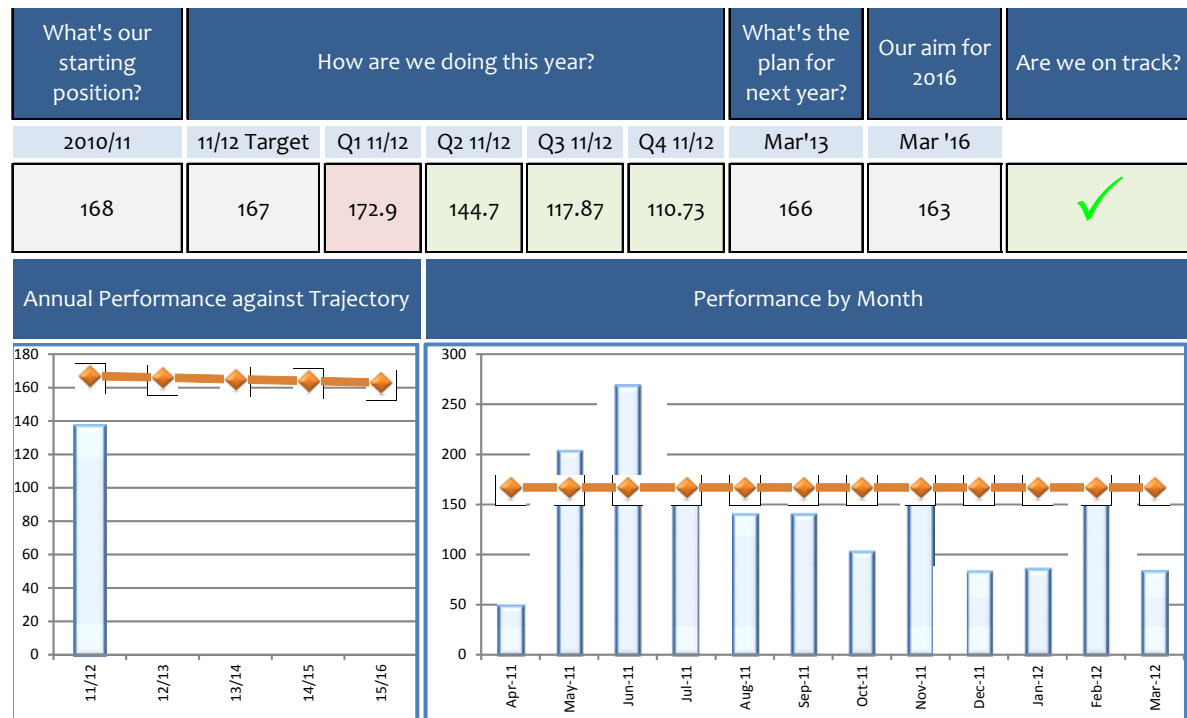 What's our starting position?
How are we doing this year?
What's the plan for next year?
Our aim for 2016
Are we on track?
2010/11
11/12 Target
Q1 11/12
Q2 11/12
Q3 11/12
Q4 11/12
Mar'13
Mar '16
168
167
172.9
144.7
117.87
110.73
166
163
Annual Performance against Trajectory
Performance by Month
180
160
140
120
100
80
60
40
20
0
11/12
12/13
13/14
14/15
15/16
300
250
200
150
100
50
0
Apr-11
May-11
Jun-11
Jul-11
Aug-11
Sep-11
Oct-11
Nov-11
Dec-11
Jan-12
Feb-12
Mar-12